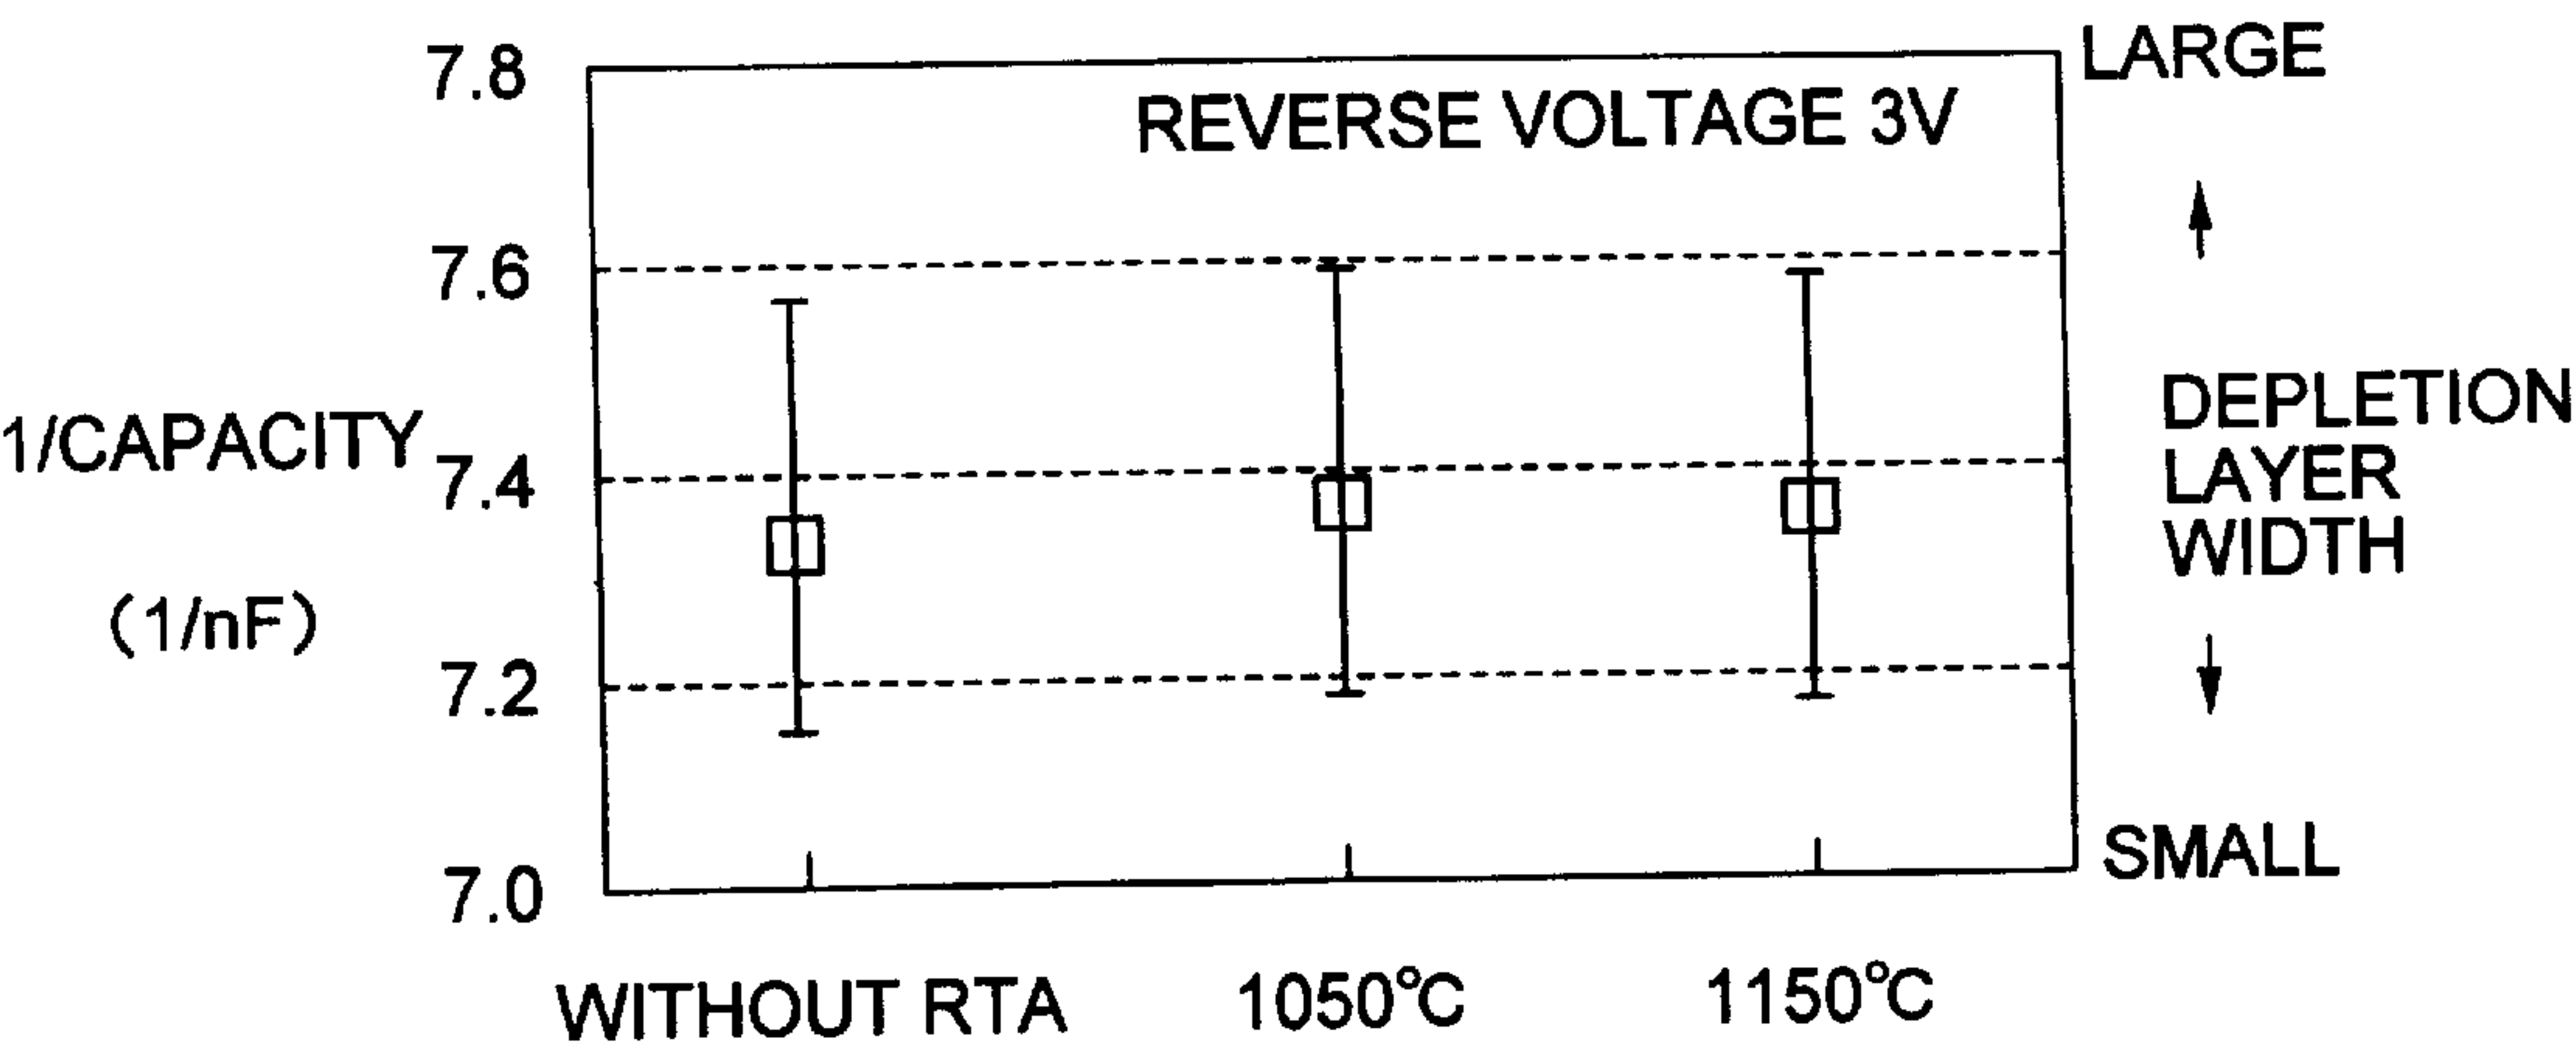 7.8
LARGE
REVERSE VOLTAGE 3V
7.6
1/CAPACITY
(1/nF)
7.4
DEPLETION
LAYER
WIDTH
7.2
7.0
SMALL
WITHOUT RTA
1050°C
1150°C